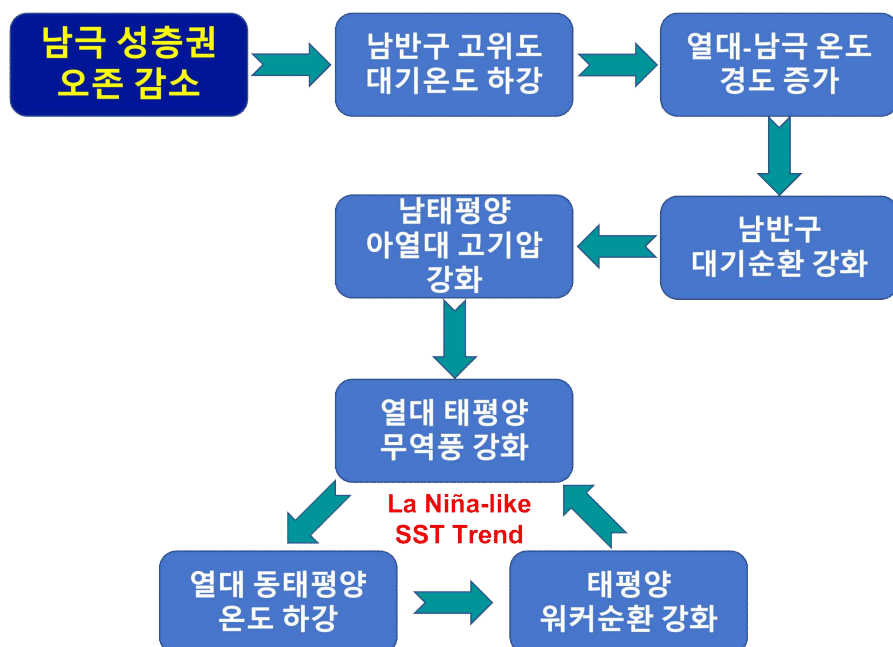 남극 성층권
오존 감소
남반구 고위도
대기온도 하강
열대-남극 온도
경도 증가
남반구
대기순환 강화
남태평양
아열대 고기압
강화
열대 태평양
무역풍 강화
La Niña-like
SST Trend
열대 동태평양
온도 하강
태평양
워커순환 강화